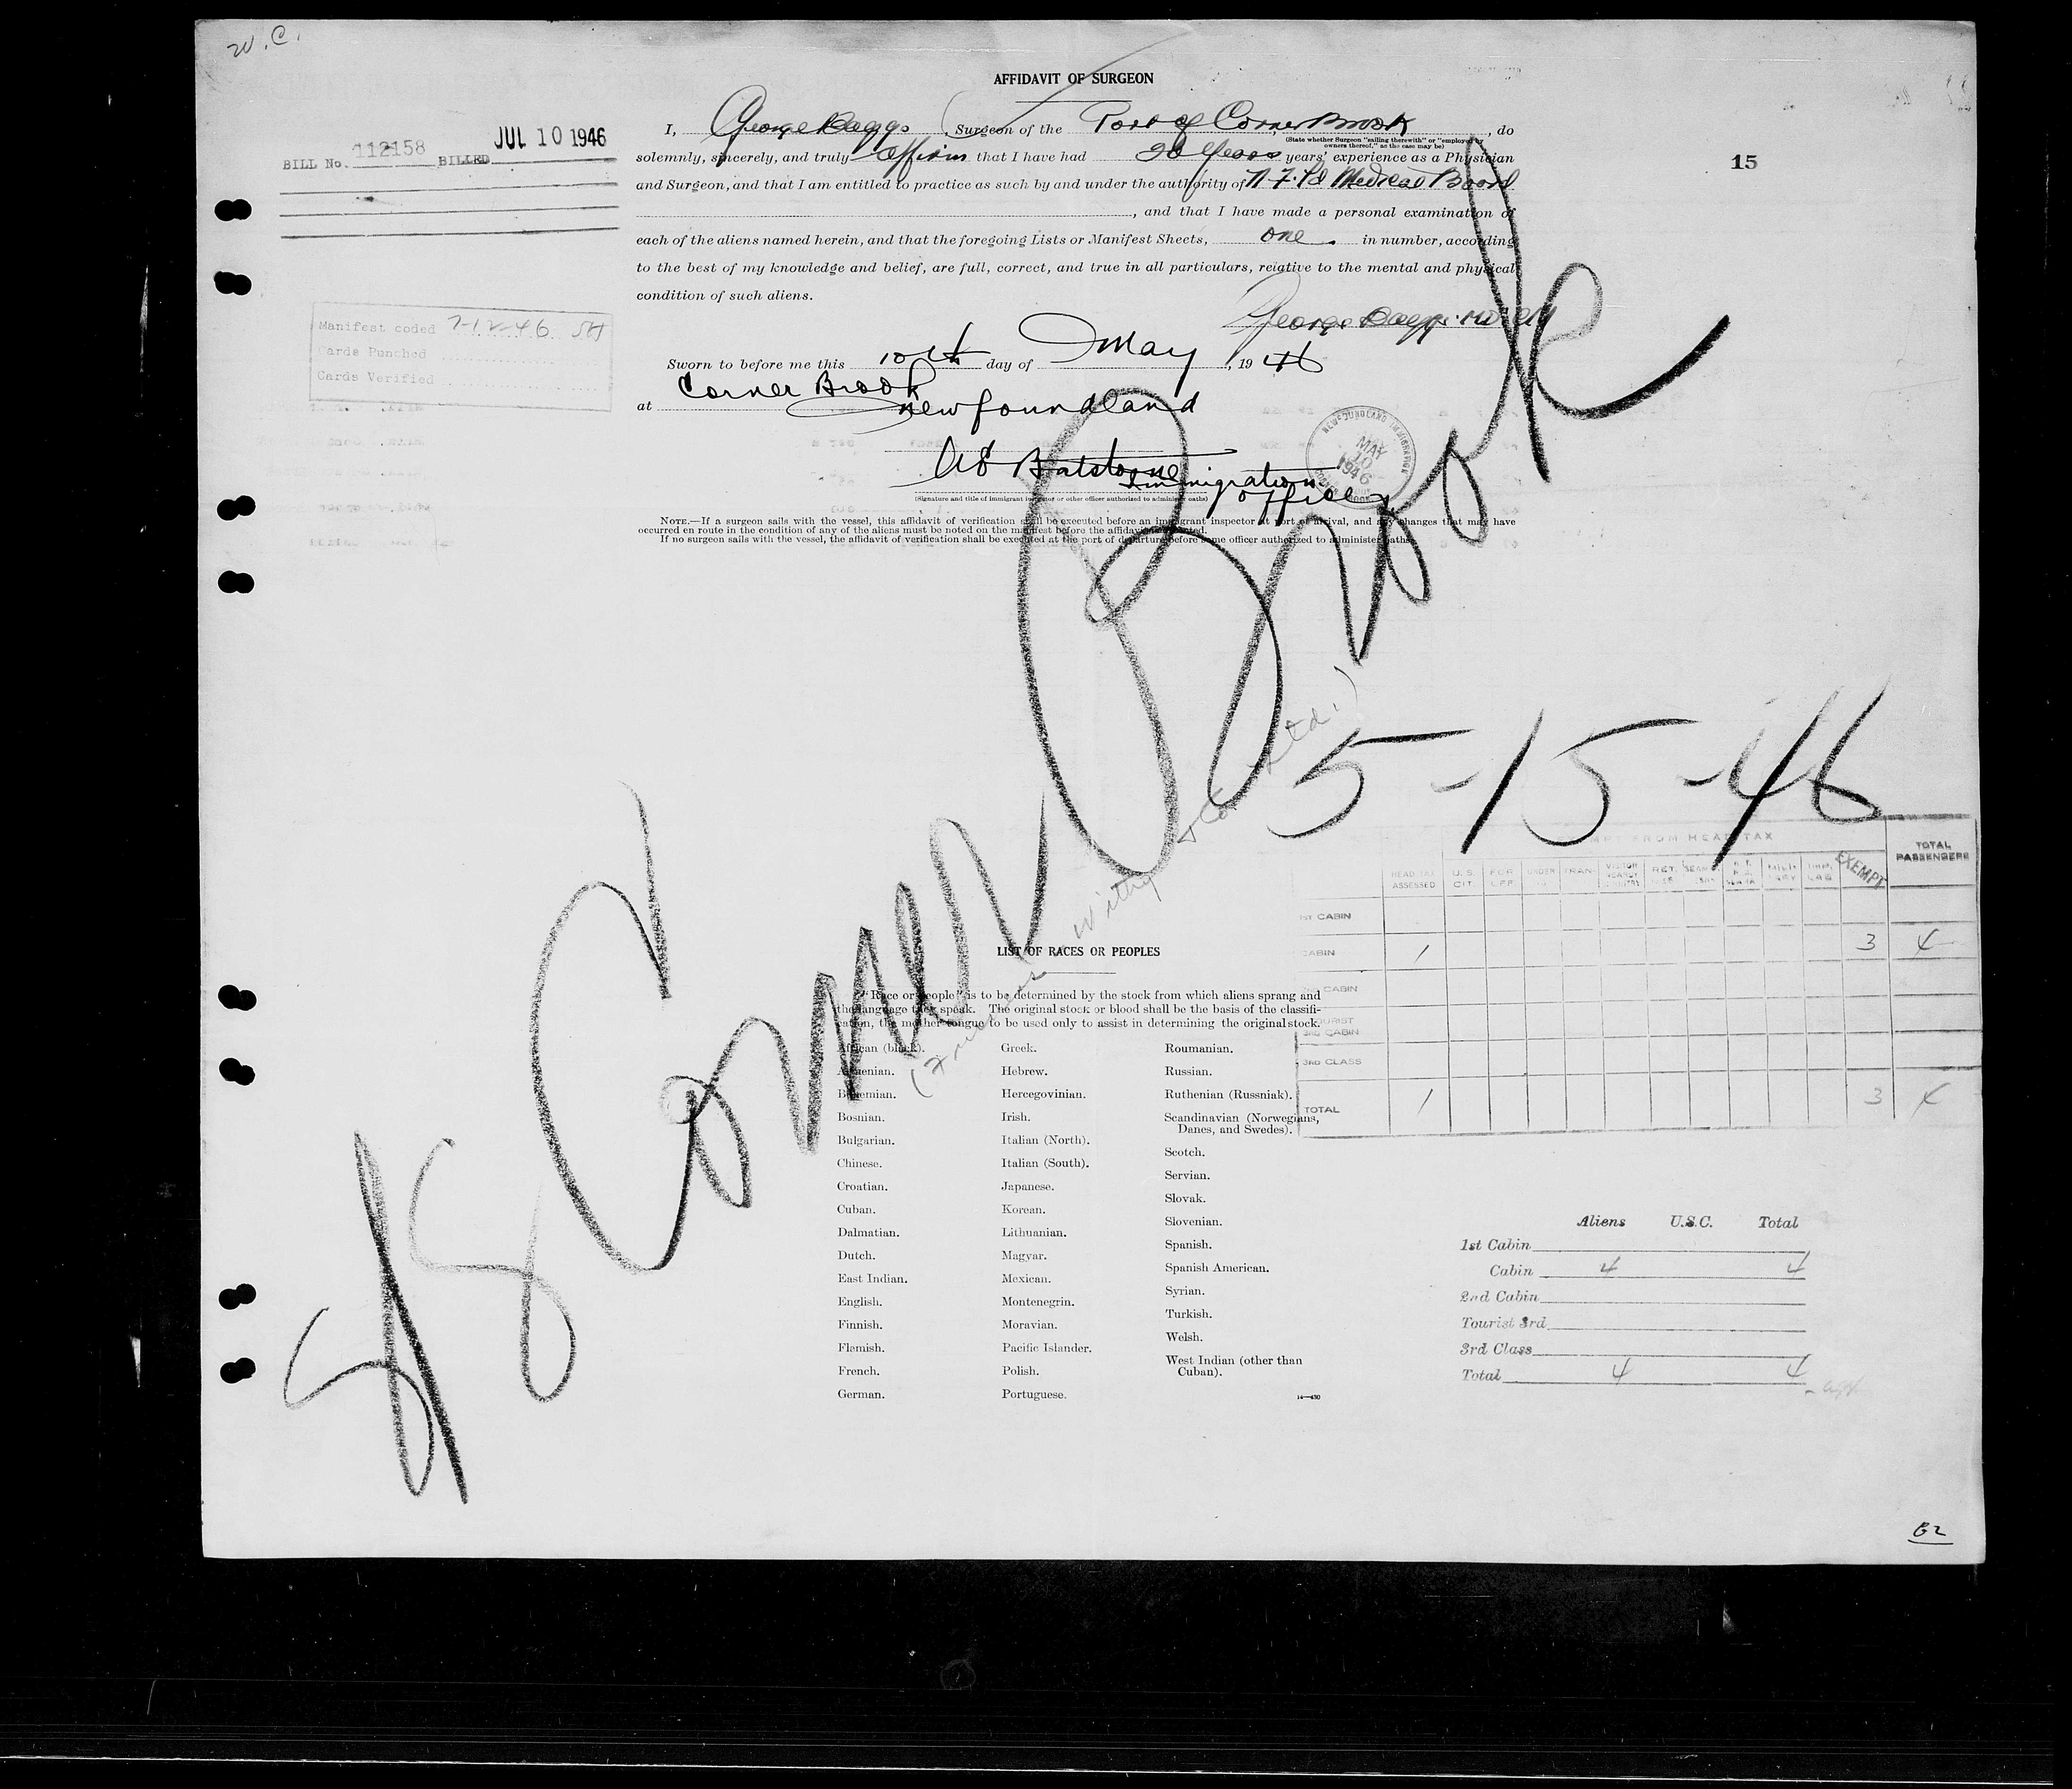 W.C.
AFFIDAVIT OF SURGEON
15
BILL No. 112158 BILLED JUL 10 1946
I, George Baggs, Surgeon of the Port of Corner Brook, do
(State whether Surgeon "sailing therewith" or "employed by
owners thereof," as the case may be)
solemnly, sincerely, and truly affirm that I have had years' experience as a Physician
and Surgeon, and that I am entitled to practice as such by and under the authority of Nfld Medical Board
, and that I have made a personal examination of
each of the aliens named herein, and that the foregoing Lists or Manifest Sheets, one in number, according
to the best of my knowledge and belief, are full, correct, and true in all particulars, relative to the mental and physical
condition of such aliens.
George Baggs
Manifest coded 7-12-46
Cards Punched
Cards Verified
Sworn to before me this 10th day of May, 1946
at Corner Brook
Newfoundland
NEWFOUNDLAND IMMIGRATION
MAY
10
1946
Immigration
Officer
(Signature and title of immigrant inspector or other officer authorized to administer oaths)
NOTE.—If a surgeon sails with the vessel, this affidavit of verification shall be executed before an immigrant inspector at port of arrival, and any changes that may have
occurred en route in the condition of any of the aliens must be noted on the manifest before the affidavit is executed.
If no surgeon sails with the vessel, the affidavit of verification shall be executed at the port of departure before some officer authorized to administer oaths.
S/S Corner Brook
5-15-46
EXEMPT FROM HEAD TAX
TOTAL
PASSENGERS
HEAD TAX
ASSESSED
U.S.
CIT.
EXEMPT
1ST CABIN
CABIN 1 3 4
2ND CABIN
TOURIST
3RD CABIN
3RD CLASS
TOTAL 1 3 4
LIST OF RACES OR PEOPLES
"Race or people" is to be determined by the stock from which aliens sprang and
the language they speak. The original stock or blood shall be the basis of the classifi-
cation, the mother tongue to be used only to assist in determining the original stock.
African (black).
Armenian.
Bohemian.
Bosnian.
Bulgarian.
Chinese.
Croatian.
Cuban.
Dalmatian.
Dutch.
East Indian.
English.
Finnish.
Flemish.
French.
German.
Greek.
Hebrew.
Hercegovinian.
Irish.
Italian (North).
Italian (South).
Japanese.
Korean.
Lithuanian.
Magyar.
Mexican.
Montenegrin.
Moravian.
Pacific Islander.
Polish.
Portuguese.
Roumanian.
Russian.
Ruthenian (Russniak).
Scandinavian (Norwegians,
Danes, and Swedes).
Scotch.
Servian.
Slovak.
Slovenian.
Spanish.
Spanish American.
Syrian.
Turkish.
Welsh.
West Indian (other than
Cuban).
14—430
Aliens U.S.C. Total
1st Cabin
Cabin 4 4
2nd Cabin
Tourist 3rd
3rd Class
Total 4 4